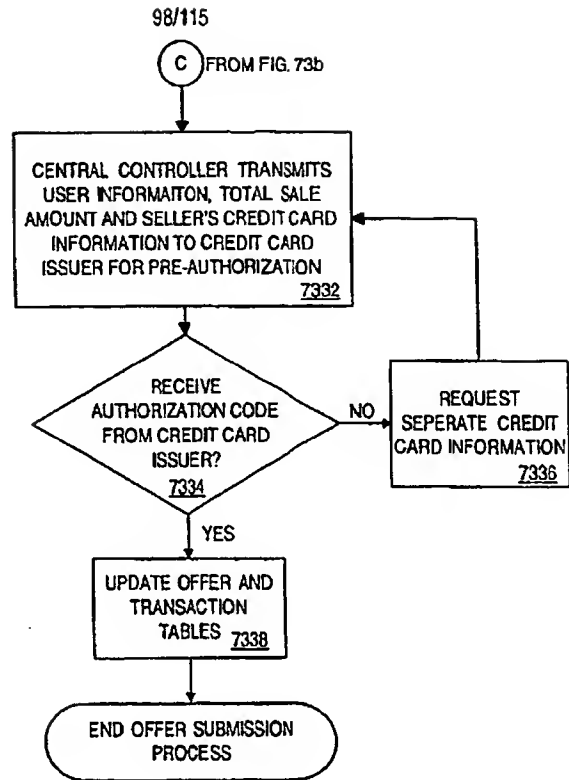 98/115
C FROM FIG. 73b
CENTRAL CONTROLLER TRANSMITS
USER INFORMAITON, TOTAL SALE
AMOUNT AND SELLER'S CREDIT CARD
INFORMATION TO CREDIT CARD
ISSUER FOR PRE-AUTHORIZATION
7332
RECEIVE
AUTHORIZATION CODE
FROM CREDIT CARD
ISSUER?
7334
NO
REQUEST
SEPERATE CREDIT
CARD INFORMATION
7336
YES
UPDATE OFFER AND
TRANSACTION
TABLES
7338
END OFFER SUBMISSION
PROCESS